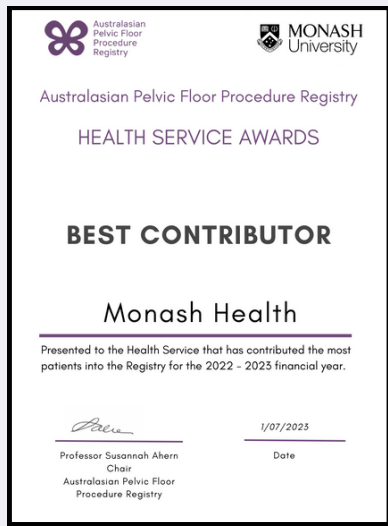 Australasian
Pelvic Floor
Procedure
Registry
MONASH
University
Australasian Pelvic Floor Procedure Registry
HEALTH SERVICE AWARDS
BEST CONTRIBUTOR
Monash Health
Presented to the Health Service that has contributed the most
patients into the Registry for the 2022 - 2023 financial year.
1/07/2023
Professor Susannah Ahern
Chair
Australasian Pelvic Floor
Procedure Registry
Date